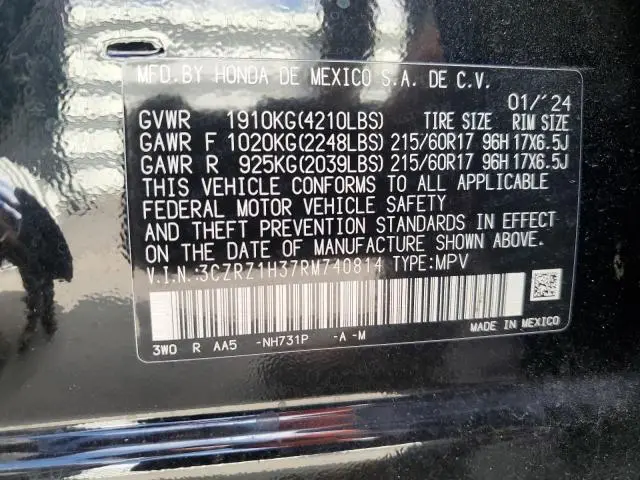 MFD. BY HONDA DE MEXICO S.A. DE C.V.
01/'24
GVWR 1910KG(4210LBS) TIRE SIZE RIM SIZE
GAWR F 1020KG(2248LBS) 215/60R17 96H 17X6.5J
GAWR R 925KG(2039LBS) 215/60R17 96H 17X6.5J
THIS VEHICLE CONFORMS TO ALL APPLICABLE
FEDERAL MOTOR VEHICLE SAFETY
AND THEFT PREVENTION STANDARDS IN EFFECT
ON THE DATE OF MANUFACTURE SHOWN ABOVE.
V.I.N.:3CZRZ1H37RM740814 TYPE:MPV
3W0 R AA5 -NH731P -A -M
MADE IN MEXICO